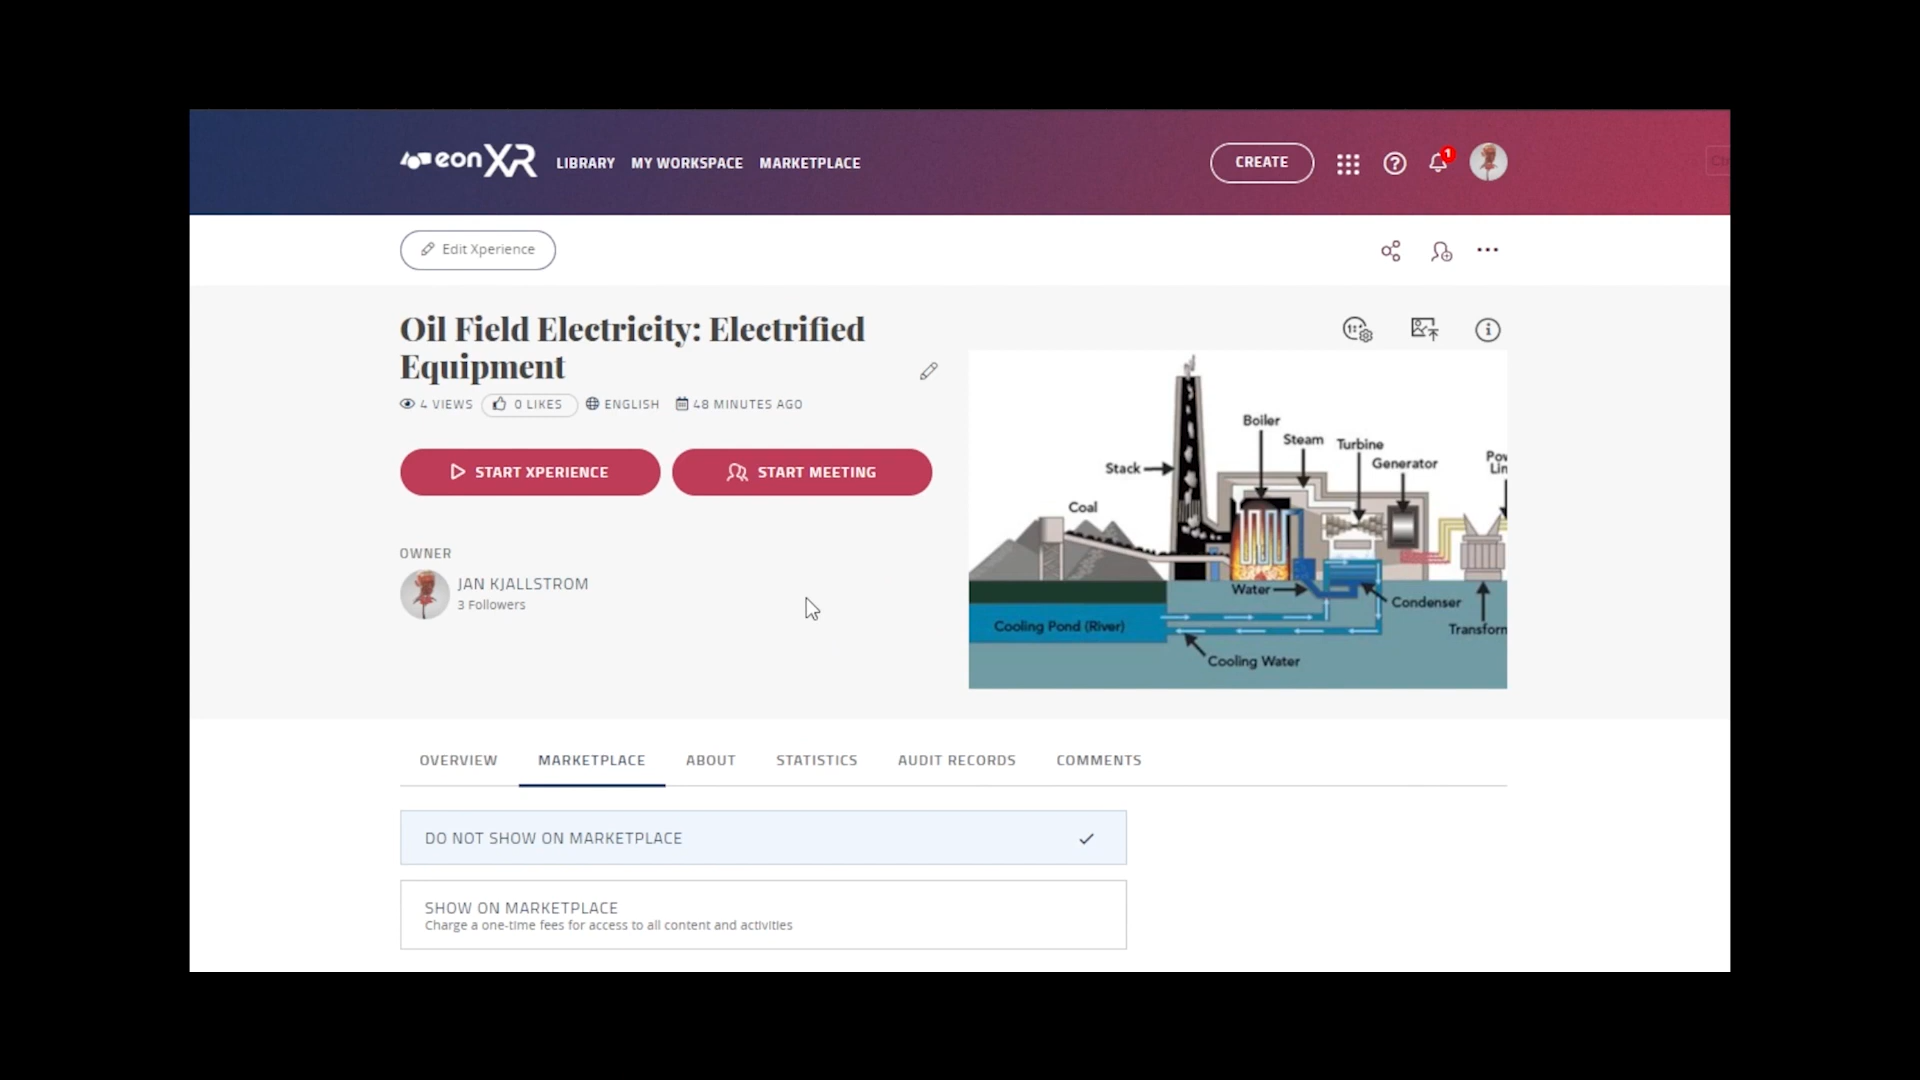 eonXR LIBRARY MY WORKSPACE MARKETPLACE CREATE 1
Edit Xperience
Oil Field Electricity: Electrified
Equipment
4 VIEWS 0 LIKES ENGLISH 48 MINUTES AGO
START XPERIENCE START MEETING
OWNER
JAN KJALLSTROM
3 Followers
Boiler
Steam
Turbine
Generator
Pov
Lin
Stack
Coal
Water
Condenser
Cooling Pond (River)
Transforn
Cooling Water
OVERVIEW MARKETPLACE ABOUT STATISTICS AUDIT RECORDS COMMENTS
DO NOT SHOW ON MARKETPLACE
SHOW ON MARKETPLACE
Charge a one-time fees for access to all content and activities